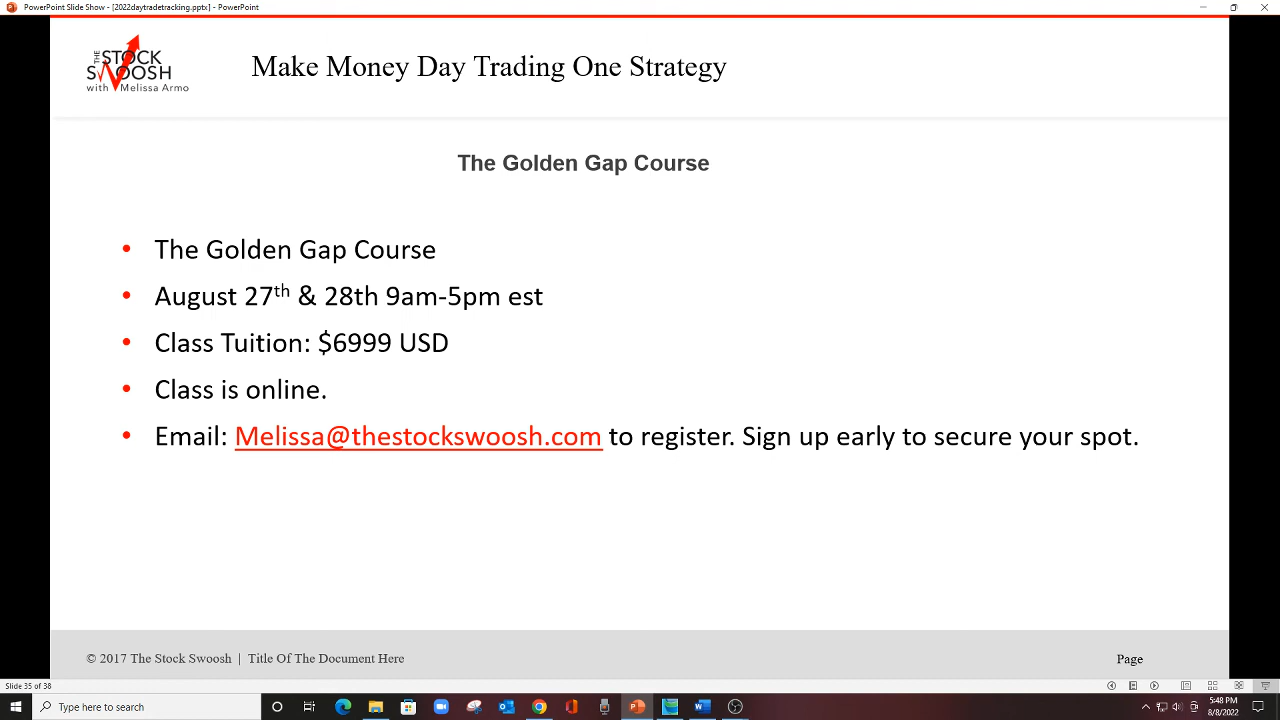 PowerPoint Slide Show - [2022daytradetracking.pptx] - PowerPoint
THE STOCK
SWOOSH
with Melissa Armo
Make Money Day Trading One Strategy
The Golden Gap Course
• The Golden Gap Course
• August 27th & 28th 9am-5pm est
• Class Tuition: $6999 USD
• Class is online.
• Email: Melissa@thestockswoosh.com to register. Sign up early to secure your spot.
© 2017 The Stock Swoosh | Title Of The Document Here
Page
Slide 35 of 38
Type here to search
5:48 PM
8/8/2022